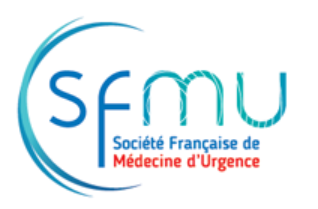 sfmu
Société Française de
Médecine d'Urgence